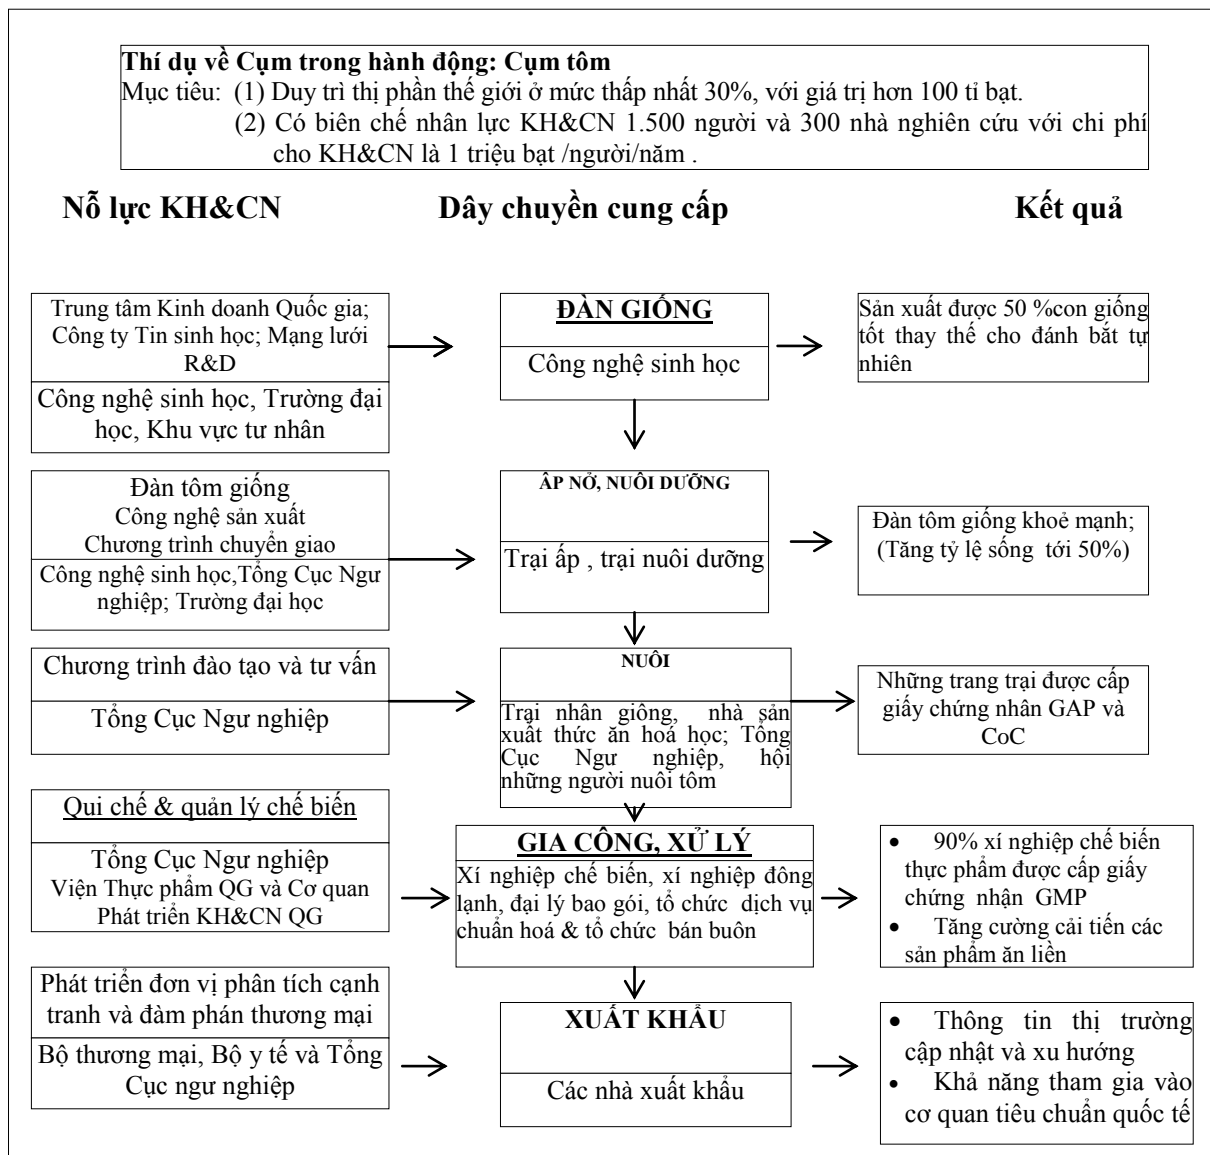 Thí dụ về Cụm trong hành động: Cụm tôm
Mục tiêu: (1) Duy trì thị phần thế giới ở mức thấp nhất 30%, với giá trị hơn 100 tỉ bạt.
(2) Có biên chế nhân lực KH&CN 1.500 người và 300 nhà nghiên cứu với chi phí
cho KH&CN là 1 triệu bạt /người/năm .
Nỗ lực KH&CN
Dây chuyền cung cấp
Kết quả
Trung tâm Kinh doanh Quốc gia;
Công ty Tin sinh học; Mạng lưới
R&D
Công nghệ sinh học, Trường đại
học, Khu vực tư nhân
ĐÀN GIỐNG
Công nghệ sinh học
Sản xuất được 50 %con giống
tốt thay thế cho đánh bắt tự
nhiên
Đàn tôm giống
Công nghệ sản xuất
Chương trình chuyển giao
Công nghệ sinh học,Tổng Cục Ngư
nghiệp; Trường đại học
ÂP NỞ, NUÔI DƯỠNG
Trại ấp , trại nuôi dưỡng
Đàn tôm giống khoẻ mạnh;
(Tăng tỷ lệ sống tới 50%)
Chương trình đào tạo và tư vấn
Tổng Cục Ngư nghiệp
NUÔI
Trại nhân giông, nhà sản
xuất thức ăn hoá học; Tổng
Cục Ngư nghiệp, hội
những người nuôi tôm
Những trang trại được cấp
giấy chứng nhân GAP và
CoC
Qui chế & quản lý chế biến
Tổng Cục Ngư nghiệp
Viện Thực phẩm QG và Cơ quan
Phát triển KH&CN QG
GIA CÔNG, XỬ LÝ
Xí nghiệp chế biến, xí nghiệp đông
lạnh, đại lý bao gói, tổ chức dịch vụ
chuẩn hoá & tổ chức bán buôn
• 90% xí nghiệp chế biến
thực phẩm được cấp giấy
chứng nhận GMP
• Tăng cường cải tiến các
sản phẩm ăn liền
Phát triển đơn vị phân tích cạnh
tranh và đàm phán thương mại
Bộ thương mại, Bộ y tế và Tổng
Cục ngư nghiệp
XUẤT KHẨU
Các nhà xuất khẩu
• Thông tin thị trường
cập nhật và xu hướng
• Khả năng tham gia vào
cơ quan tiêu chuẩn quốc tế